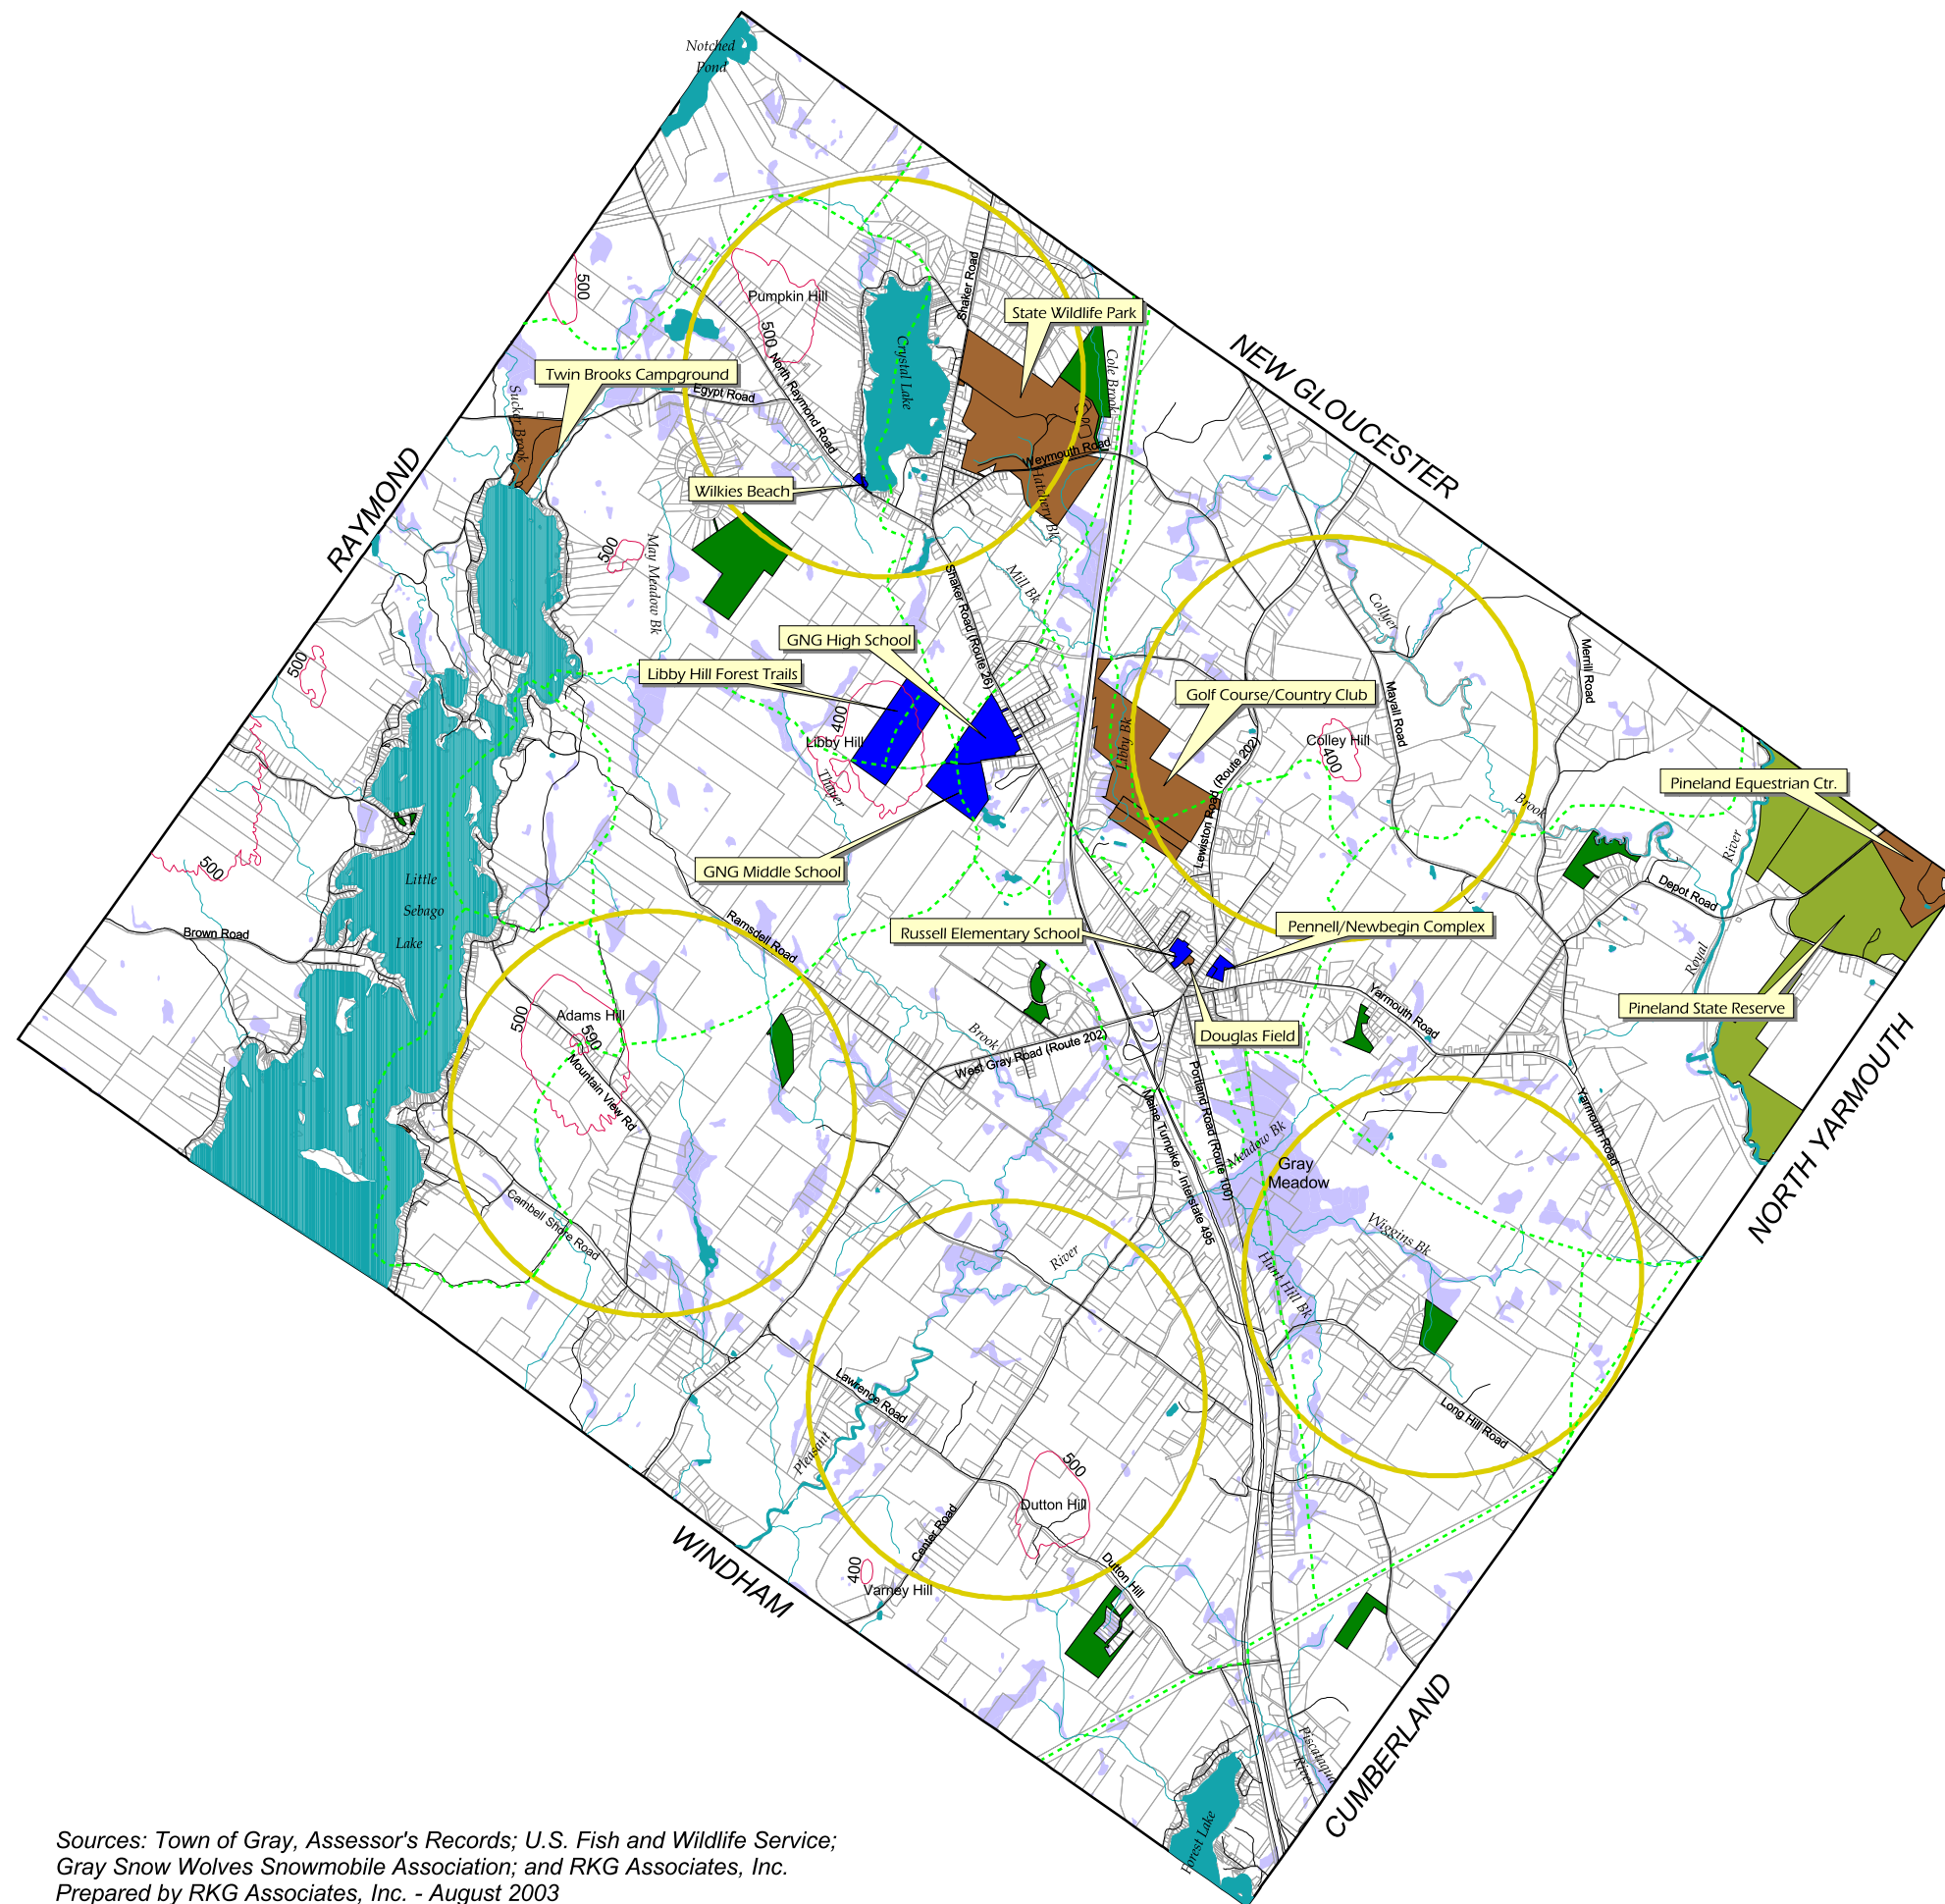 Notched
Pond
Shaker Road
Pumpkin Hill
500
500
State Wildlife Park
Crystal Lake
NEW GLOUCESTER
Cole Brook
Twin Brooks Campground
North Raymond Road
Egypt Road
Sucker Brook
Weymouth Road
Hatchery Bk
RAYMOND
Wilkies Beach
500
May Meadow Bk
Mill Bk
Shaker Road (Route 26)
Collyer
GNG High School
Merrill Road
500
Libby Hill Forest Trails
Golf Course/Country Club
Mayall Road
400
Libby Hill
Libby Bk
Colley Hill
400
Lewiston Road (Route 202)
Thayer
Pineland Equestrian Ctr.
Brook
River
500
GNG Middle School
Little
Sebago
Lake
Depot Road
Brown Road
Ramsdell Road
Russell Elementary School
Pennell/Newbegin Complex
Royal
Yarmouth Road
Pineland State Reserve
500
Adams Hill
590
Brook
Douglas Field
West Gray Road (Route 202)
Mountain View Rd
Portland Road (Route 100)
Maine Turnpike - Interstate 495
Yarmouth Road
NORTH YARMOUTH
Meadow Bk
Gray
Meadow
Cambell Shore Road
River
Wiggins Bk
Hunt Hill Bk
Lawrence Road
Long Hill Road
Pleasant
500
Dutton Hill
Center Road
WINDHAM
400
Varney Hill
Dutton Hill
CUMBERLAND
Piscataqua
River
Forest Lake
Sources: Town of Gray, Assessor's Records; U.S. Fish and Wildlife Service;
Gray Snow Wolves Snowmobile Association; and RKG Associates, Inc.
Prepared by RKG Associates, Inc. - August 2003